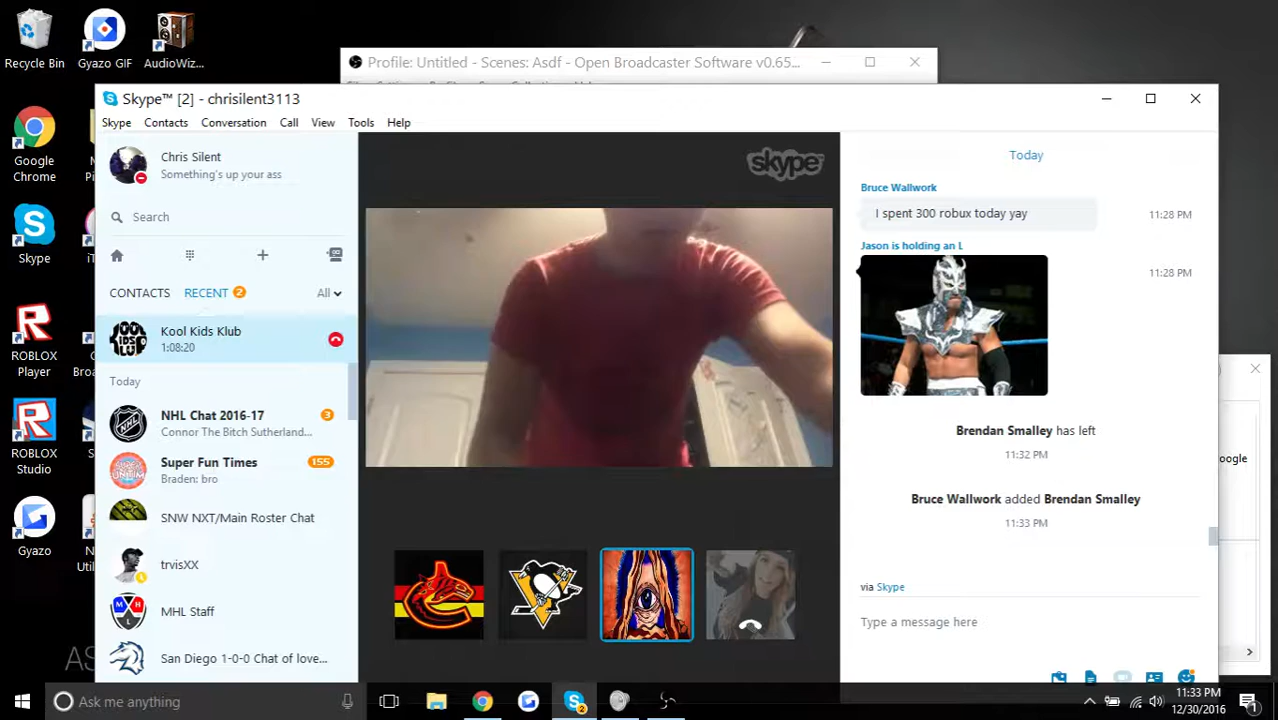 Recycle Bin
Gyazo GIF
AudioWiz...
Google
Chrome
Skype
ROBLOX
Player
ROBLOX
Studio
Gyazo
Profile: Untitled - Scenes: Asdf - Open Broadcaster Software v0.65...
Skype™ [2] - chrisilent3113
Skype Contacts Conversation Call View Tools Help
Chris Silent
Something's up your ass
Search
CONTACTS RECENT 2 All
Kool Kids Klub
1:08:20
Today
NHL Chat 2016-17 3
Connor The Bitch Sutherland...
Super Fun Times 155
Braden: bro
SNW NXT/Main Roster Chat
trvisXX
MHL Staff
San Diego 1-0-0 Chat of love...
skype
Today
Bruce Wallwork
I spent 300 robux today yay 11:28 PM
Jason is holding an L
11:28 PM
Brendan Smalley has left
11:32 PM
Bruce Wallwork added Brendan Smalley
11:33 PM
via Skype
Type a message here
oogle
Ask me anything
11:33 PM
12/30/2016